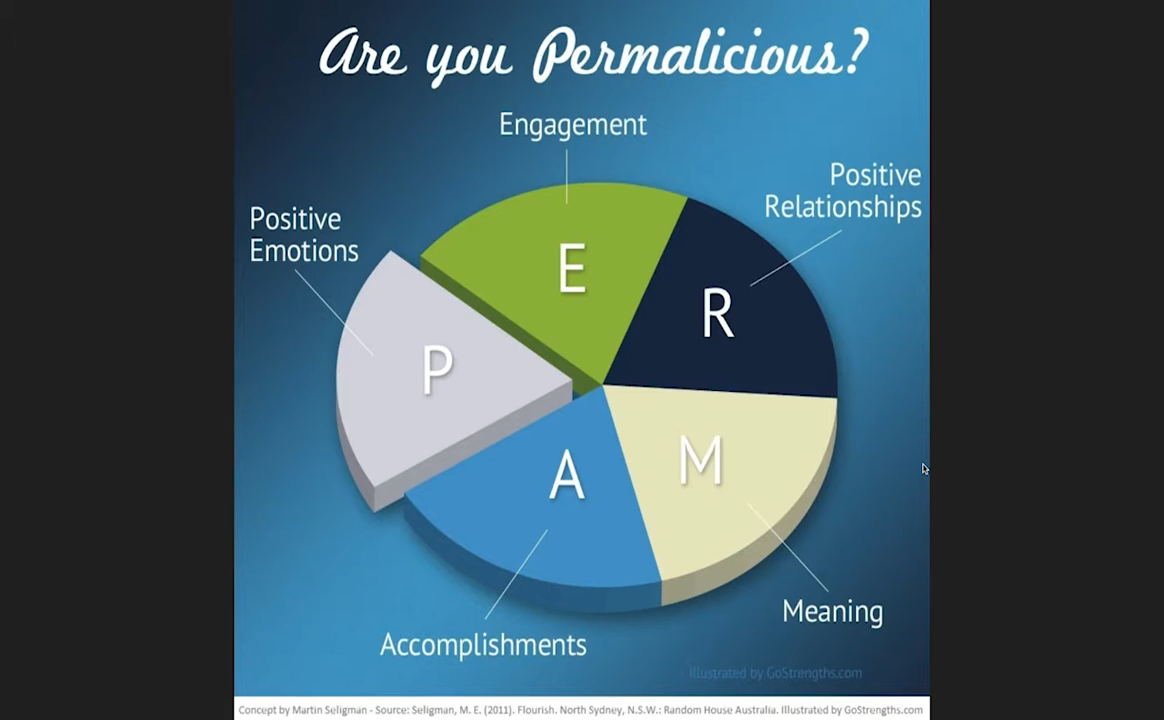 Are you Permalicious?
Engagement
Positive
Relationships
Positive
Emotions
E
R
P
A
M
Meaning
Accomplishments
Illustrated by GoStrengths.com
Concept by Martin Seligman - Source: Seligman, M. E. (2011). Flourish. North Sydney, N.S.W.: Random House Australia. Illustrated by GoStrengths.com